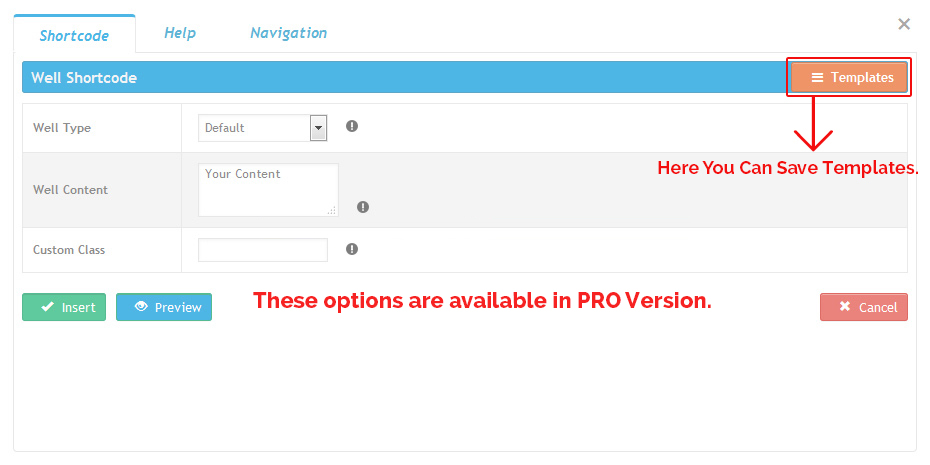 Shortcode Help Navigation ×
Well Shortcode Templates
Well Type Default
Here You Can Save Templates.
Well Content Your Content
Custom Class
Insert Preview These options are available in PRO Version. Cancel